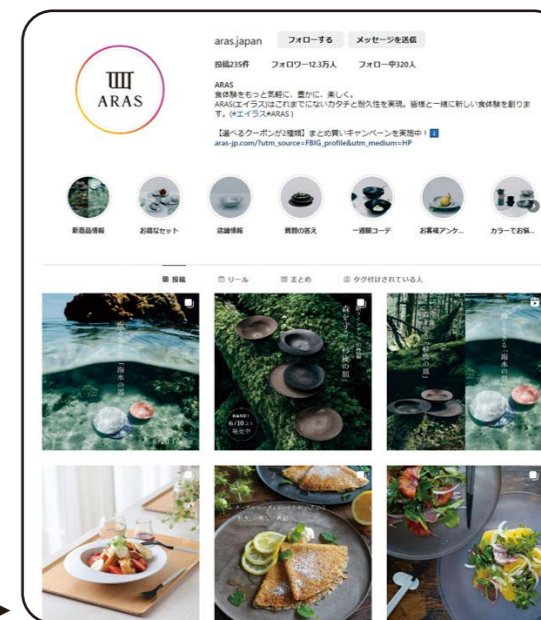 aras.japan フォローする メッセージを送信
投稿235件 フォロワー12.3万人 フォロー中320人
ARAS
ARAS
食体験をもっと気軽に、豊かに、楽しく。
ARAS(エイラス)はこれまでにないカタチと耐久性を実現。皆様と一緒に新しい食体験を創りま
す。(#エイラス#ARAS )
【選べるクーポンが2種類】まとめ買いキャンペーンを実施中！
aras-jp.com/?utm_source=FBIG_profile&utm_medium=HP
新商品情報 お得なセット 店舗情報 質問の答え 一週間コーデ お客様アンケ... カラーでお悩...
投稿 リール まとめ タグ付けされている人
6/10
発売中